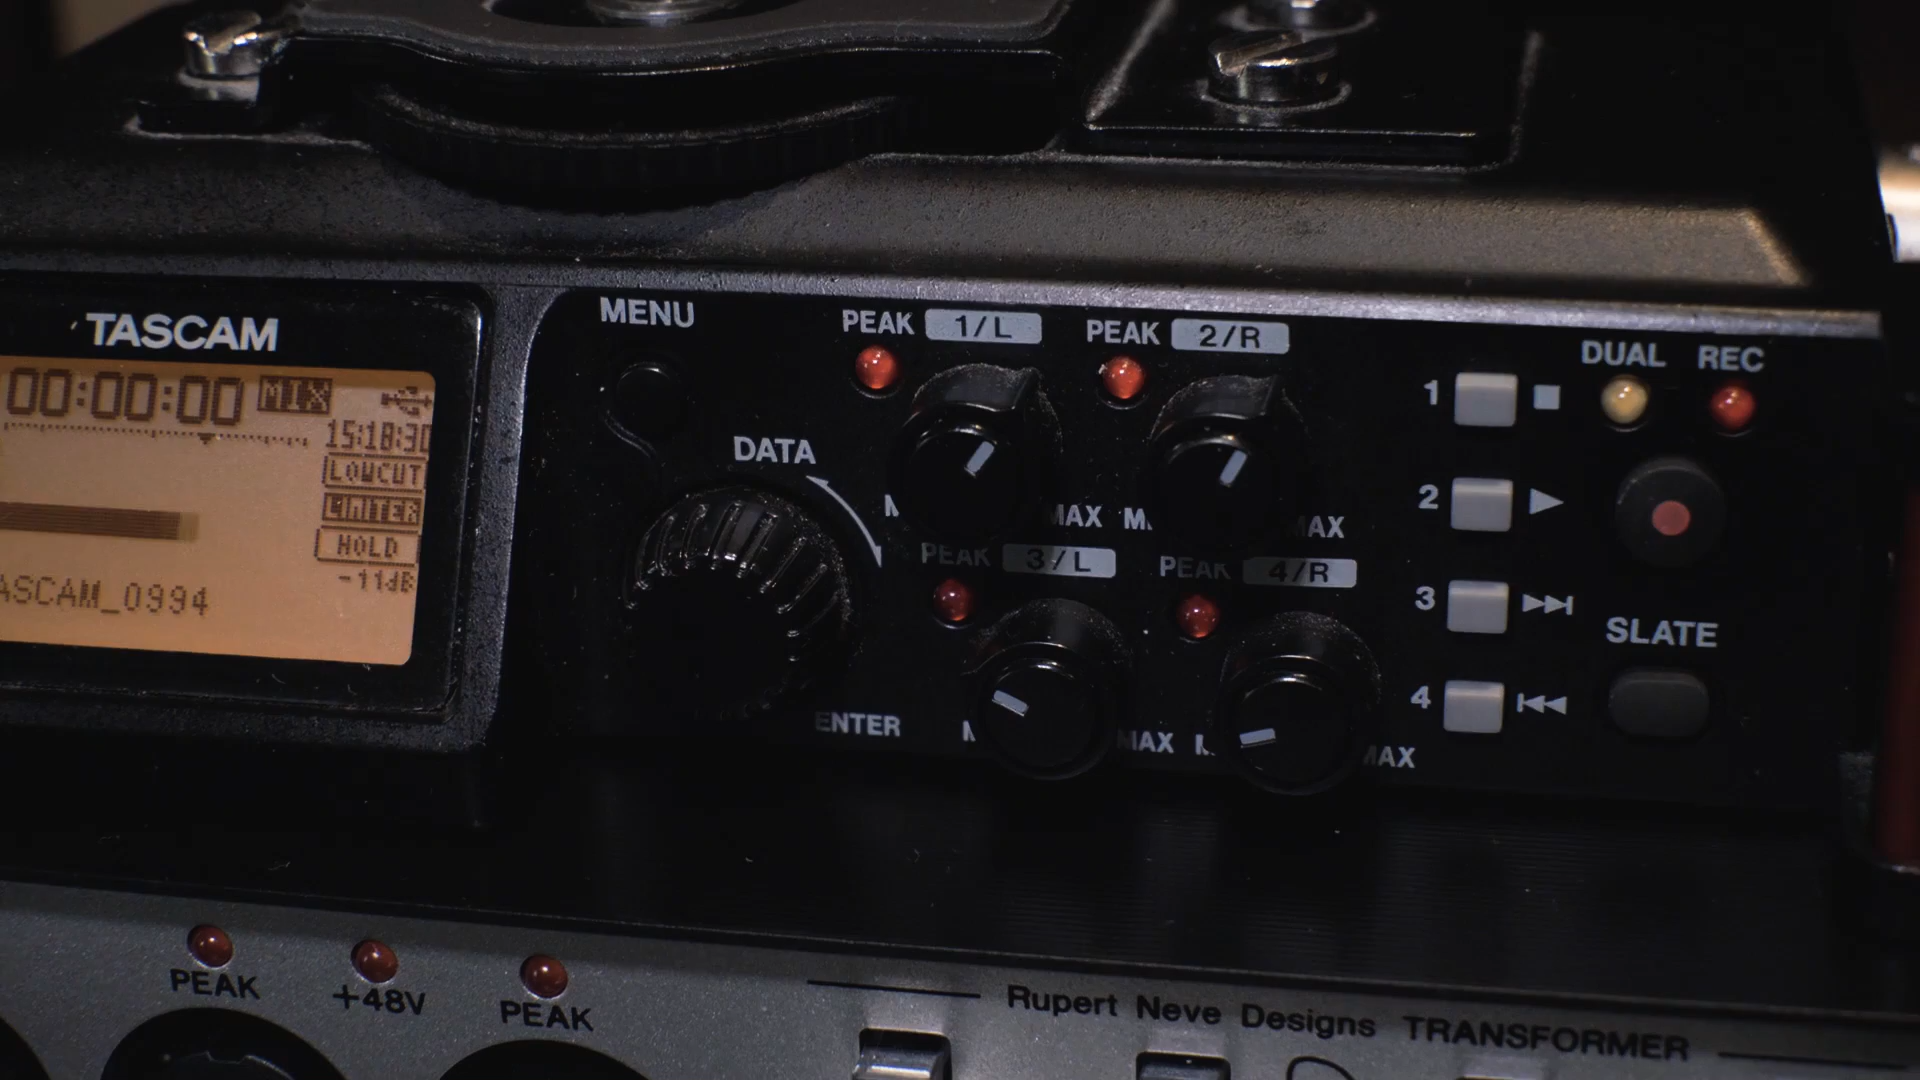 TASCAM
00:00:00 MIX
15:18:30
LOWCUT
LIMITER
HOLD
-11dB
ASCAM_0994
MENU
DATA
ENTER
PEAK 1/L
PEAK 2/R
MAX
MAX
PEAK 3/L
PEAK 4/R
MAX
MAX
1
2
3
4
DUAL REC
SLATE
PEAK
+48V
PEAK
Rupert Neve Designs TRANSFORMER